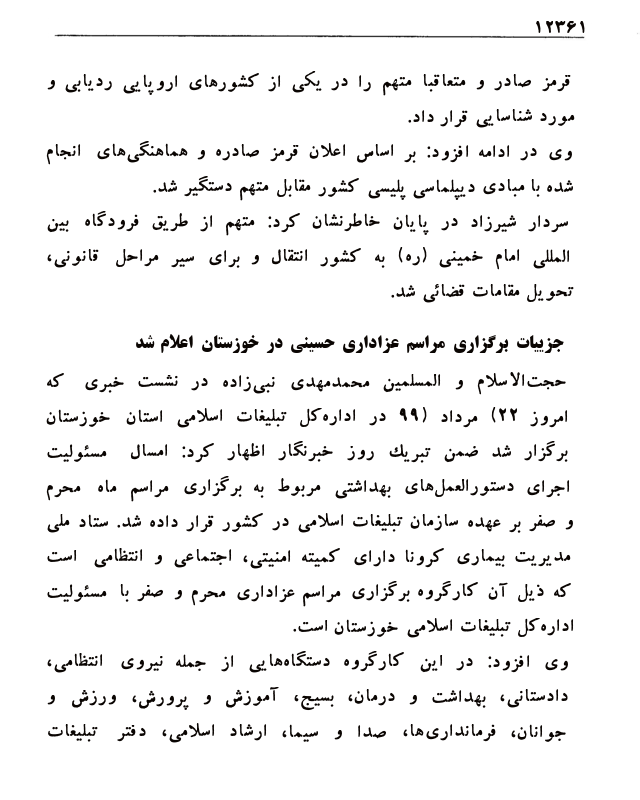 ۱۲۳۶۱
قرمز صادر و متعاقبا متهم را در یکی از کشورهای اروپایی ردیابی و
مورد شناسایی قرار داد.
وی در ادامه افزود: بر اساس اعلان قرمز صادره و هماهنگی‌های انجام
شده با مبادی دیپلماسی پلیسی کشور مقابل متهم دستگیر شد.
سردار شیرزاد در پایان خاطرنشان کرد: متهم از طریق فرودگاه بین
المللی امام خمینی (ره) به کشور انتقال و برای سیر مراحل قانونی،
تحویل مقامات قضائی شد.
جزییات برگزاری مراسم عزاداری حسینی در خوزستان اعلام شد
حجت‌الاسلام و المسلمین محمدمهدی نبی‌زاده در نشست خبری که
امروز ۲۲) مرداد (۹۹ در اداره‌کل تبلیغات اسلامی استان خوزستان
برگزار شد ضمن تبریك روز خبرنگار اظهار کرد: امسال مسئولیت
اجرای دستورالعمل‌های بهداشتی مربوط به برگزاری مراسم ماه محرم
و صفر بر عهده سازمان تبلیغات اسلامی در کشور قرار داده شد. ستاد ملی
مدیریت بیماری کرونا دارای کمیته امنیتی، اجتماعی و انتظامی است
که ذیل آن کارگروه برگزاری مراسم عزاداری محرم و صفر با مسئولیت
اداره‌کل تبلیغات اسلامی خوزستان است.
وی افزود: در این کارگروه دستگاه‌هایی از جمله نیروی انتظامی،
دادستانی، بهداشت و درمان، بسیج، آموزش و پرورش، ورزش و
جوانان، فرمانداری‌ها، صدا و سیما، ارشاد اسلامی، دفتر تبلیغات